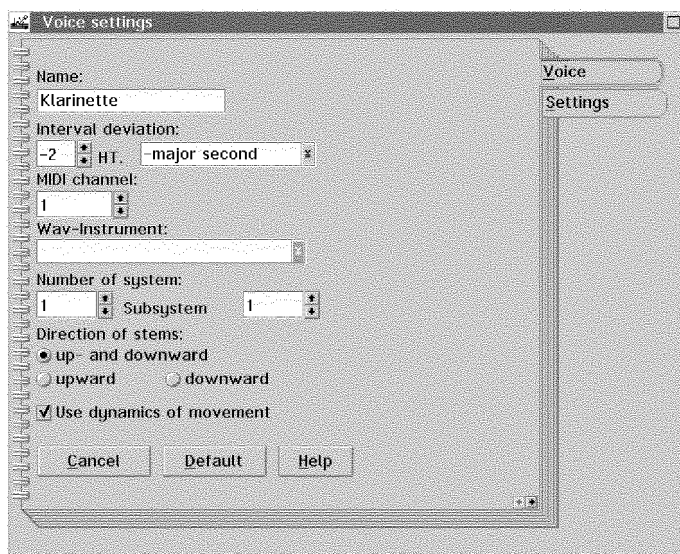 Voice settings
Voice
Settings
Name:
Klarinette
Interval deviation:
-2 HT. -major second
MIDI channel:
1
Wav-Instrument:
Number of system:
1 Subsystem 1
Direction of stems:
up- and downward
upward downward
Use dynamics of movement
Cancel Default Help